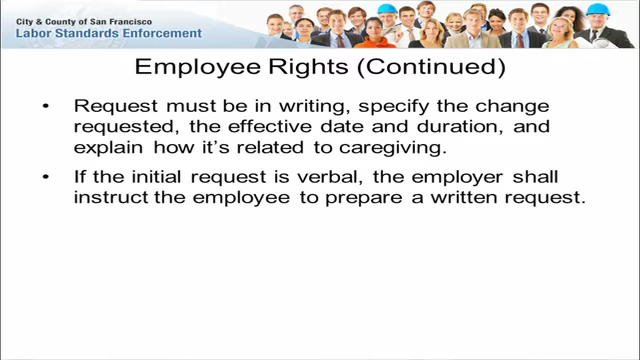 City & County of San Francisco
Labor Standards Enforcement
Employee Rights (Continued)
• Request must be in writing, specify the change
requested, the effective date and duration, and
explain how it's related to caregiving.
• If the initial request is verbal, the employer shall
instruct the employee to prepare a written request.